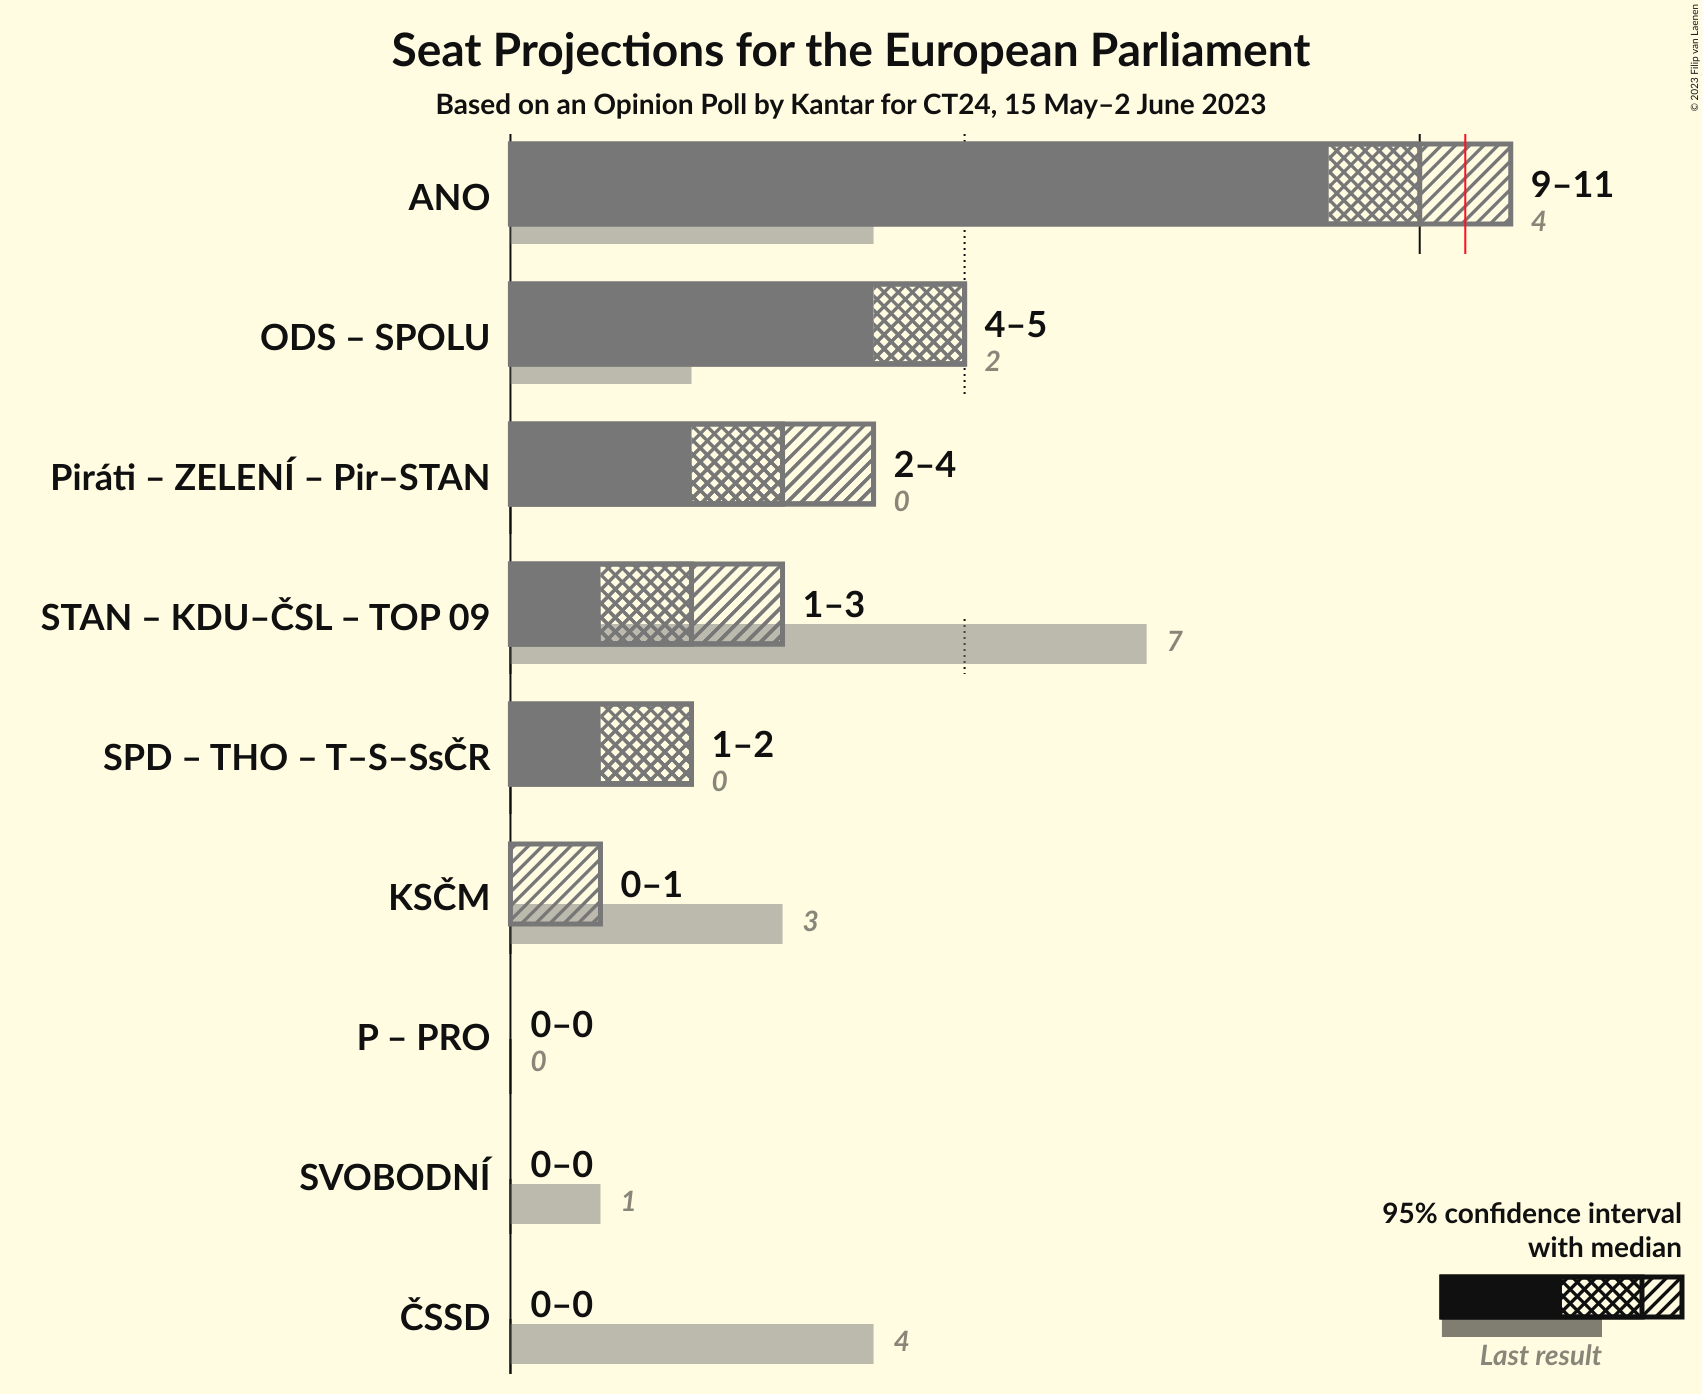 Seat Projections for the European Parliament
Based on an Opinion Poll by Kantar for CT24, 15 May–2 June 2023
© 2023 Filip van Laenen
ANO
9–11
4
ODS – SPOLU
4–5
2
Piráti – ZELENÍ – Pir–STAN
2–4
0
STAN – KDU–ČSL – TOP 09
1–3
7
SPD – THO – T–S–SsČR
1–2
0
KSČM
0–1
3
P – PRO
0–0
0
SVOBODNÍ
0–0
1
ČSSD
0–0
4
95% confidence interval
with median
Last result